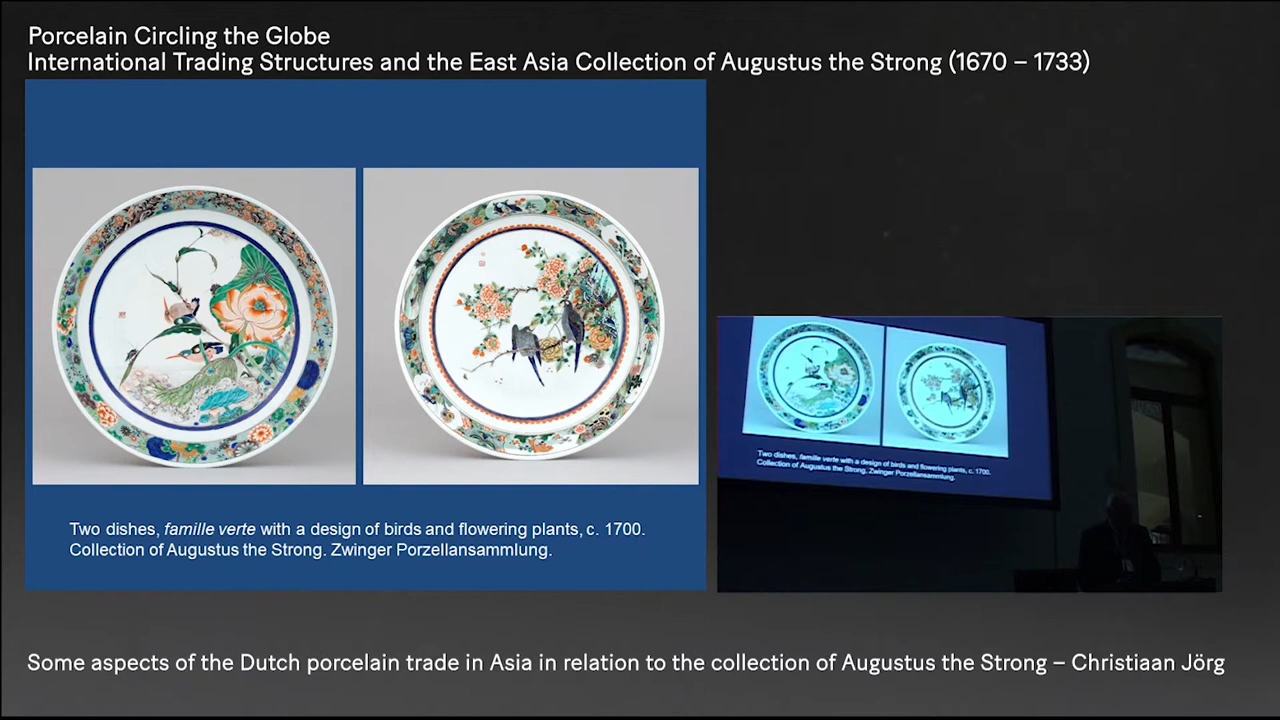 Porcelain Circling the Globe
International Trading Structures and the East Asia Collection of Augustus the Strong (1670 – 1733)
Two dishes, famille verte with a design of birds and flowering plants, c. 1700.
Collection of Augustus the Strong. Zwinger Porzellansammlung.
Two dishes, famille verte with a design of birds and flowering plants, c. 1700.
Collection of Augustus the Strong. Zwinger Porzellansammlung.
Some aspects of the Dutch porcelain trade in Asia in relation to the collection of Augustus the Strong – Christiaan Jörg